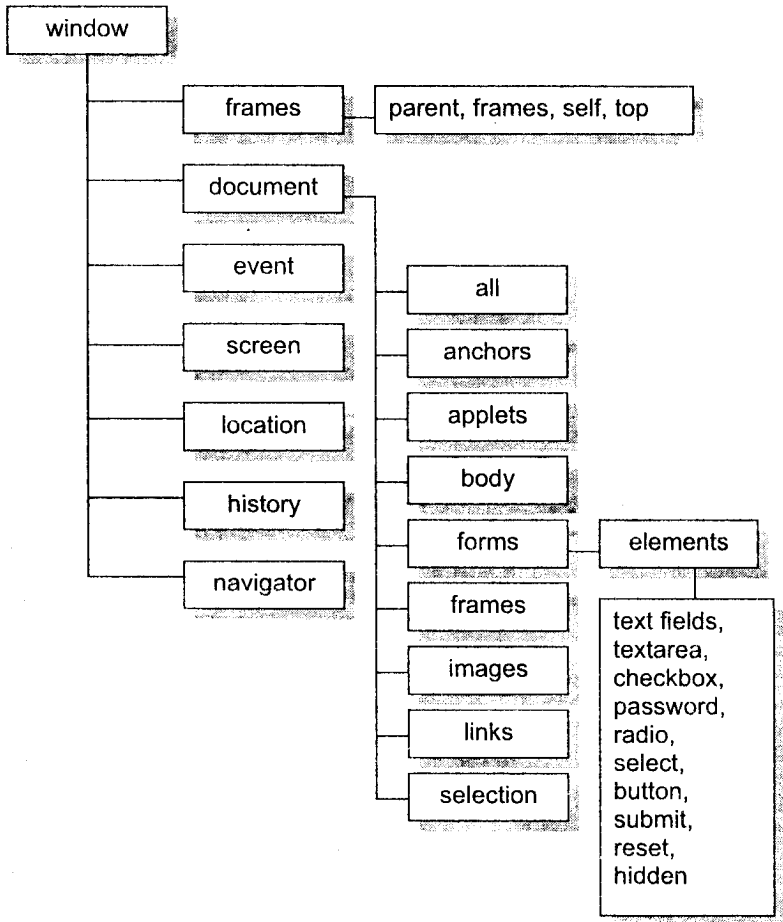 window
frames
parent, frames, self, top
document
event
screen
location
history
navigator
all
anchors
applets
body
forms
elements
frames
images
links
selection
text fields,
textarea,
checkbox,
password,
radio,
select,
button,
submit,
reset,
hidden